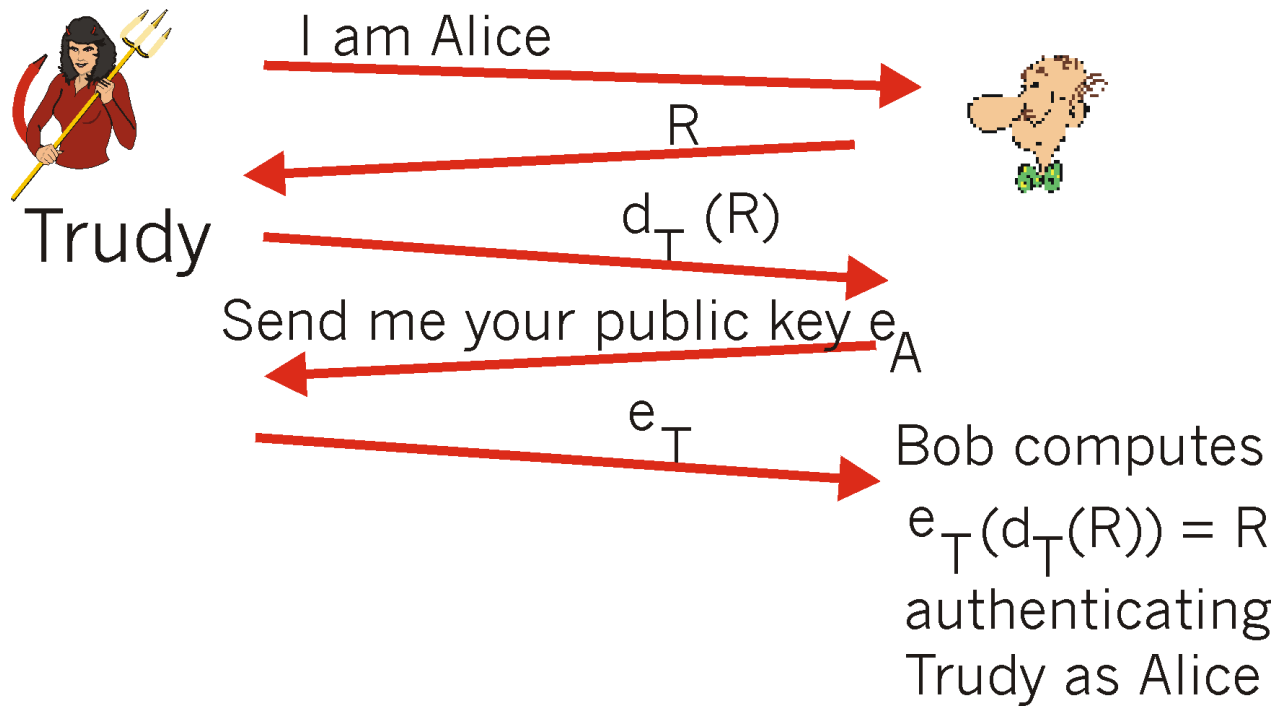 I am Alice
R
Trudy
d_T (R)
Send me your public key e_A
e_T
Bob computes
e_T(d_T(R)) = R
authenticating
Trudy as Alice